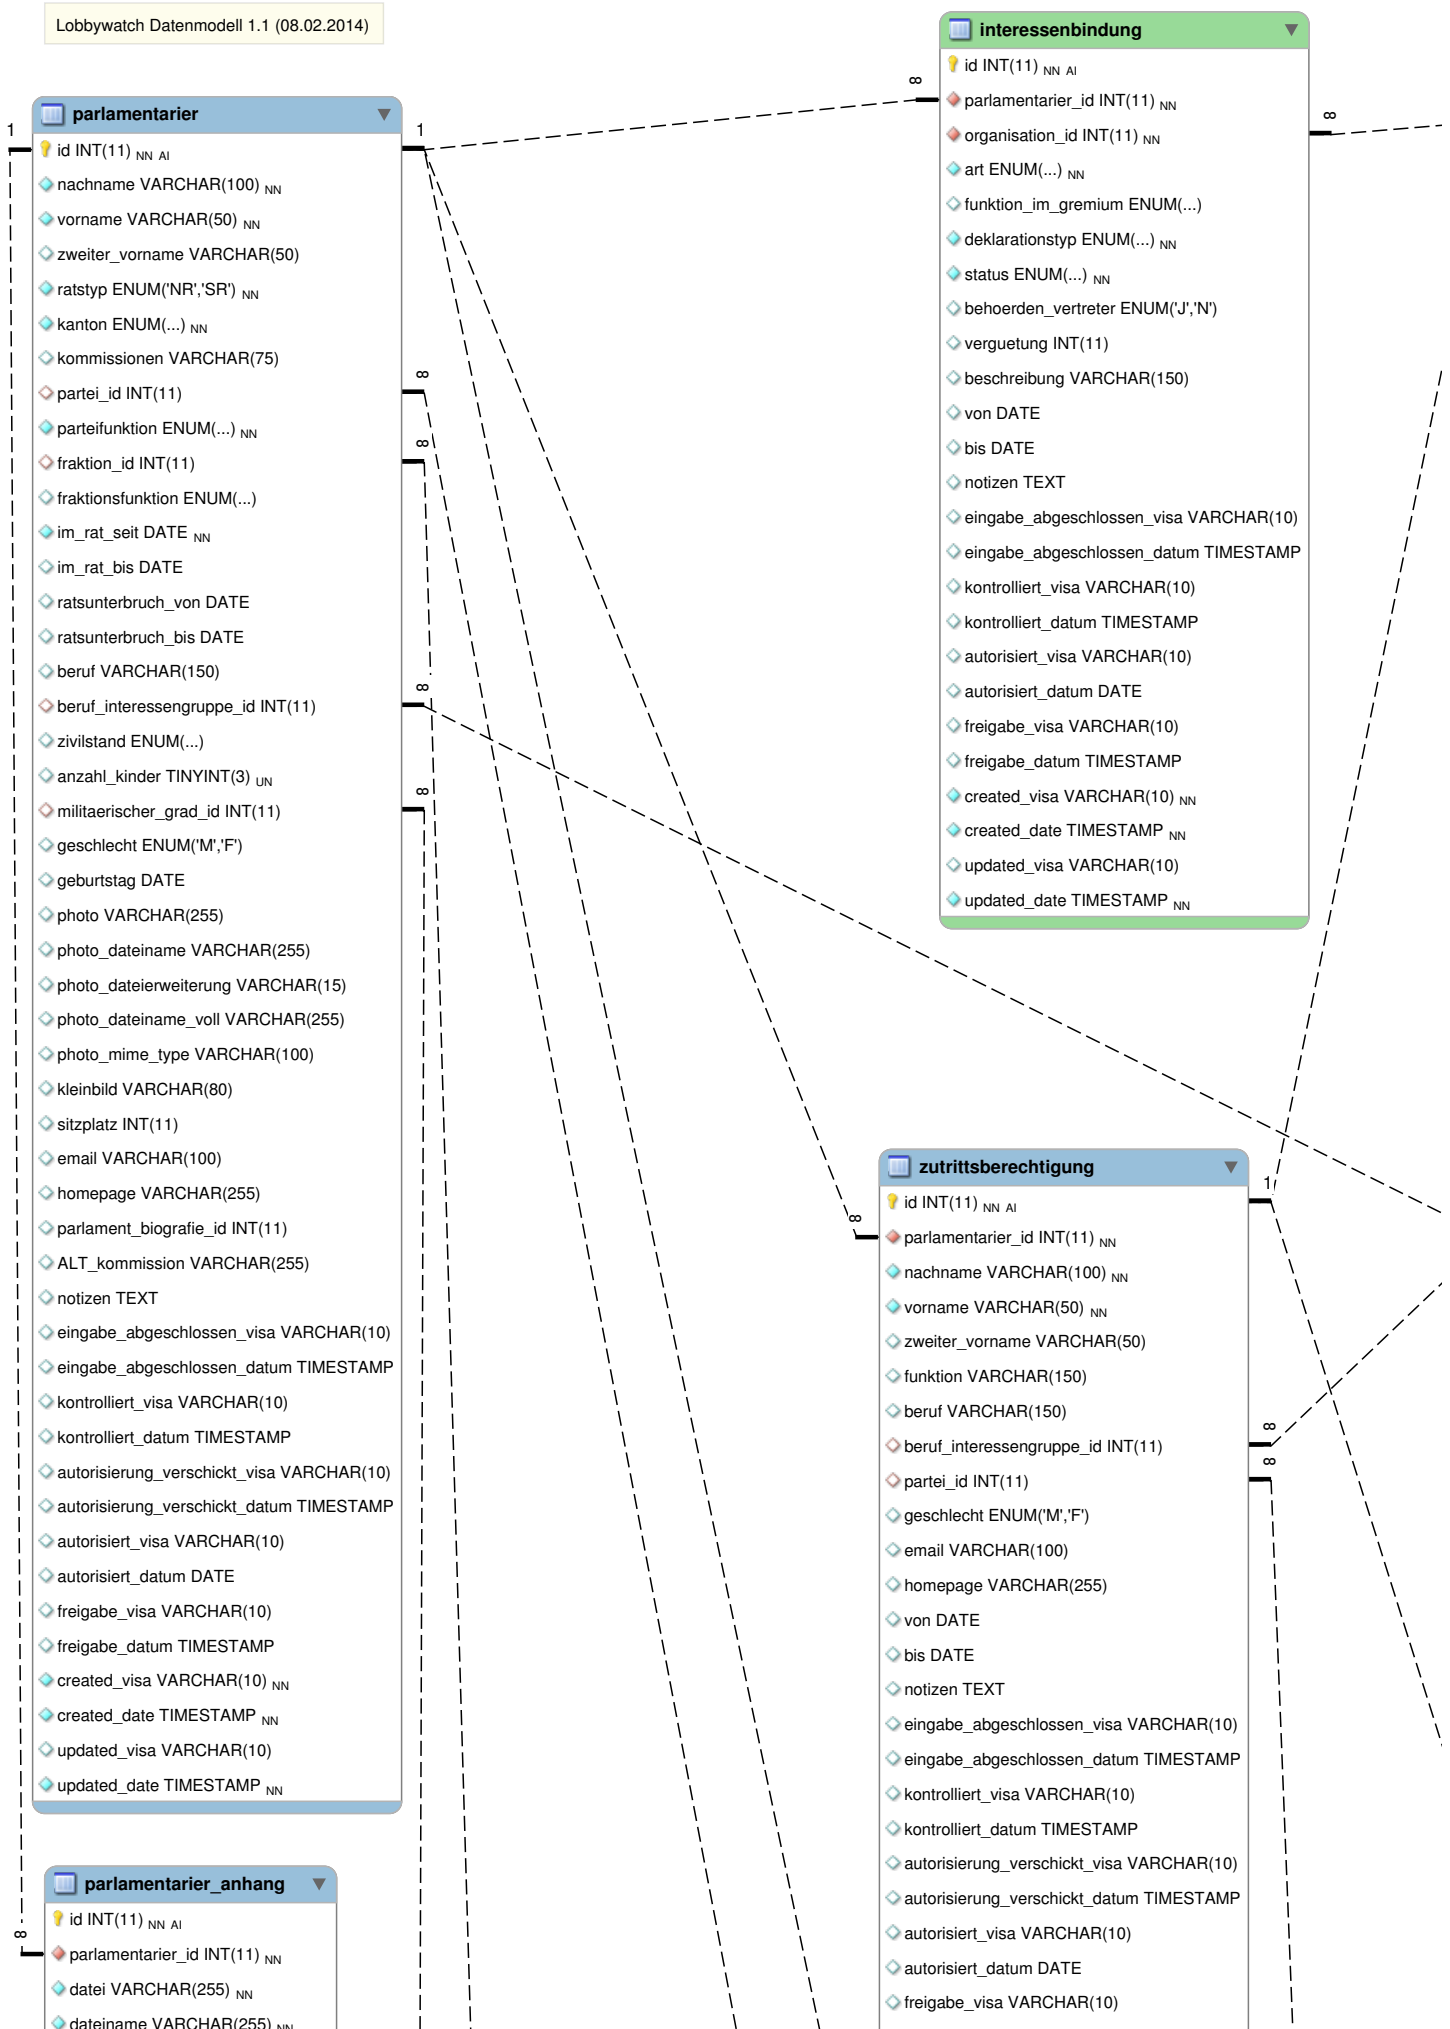 Lobbywatch Datenmodell 1.1 (08.02.2014)
parlamentarier
1
1
id INT(11) NN AI
nachname VARCHAR(100) NN
vorname VARCHAR(50) NN
zweiter_vorname VARCHAR(50)
ratstyp ENUM('NR','SR') NN
kanton ENUM(...) NN
kommissionen VARCHAR(75)
∞
partei_id INT(11)
parteifunktion ENUM(...) NN
∞
fraktion_id INT(11)
fraktionsfunktion ENUM(...)
im_rat_seit DATE NN
im_rat_bis DATE
ratsunterbruch_von DATE
ratsunterbruch_bis DATE
beruf VARCHAR(150)
∞
beruf_interessengruppe_id INT(11)
zivilstand ENUM(...)
anzahl_kinder TINYINT(3) UN
∞
militaerischer_grad_id INT(11)
geschlecht ENUM('M','F')
geburtstag DATE
photo VARCHAR(255)
photo_dateiname VARCHAR(255)
photo_dateierweiterung VARCHAR(15)
photo_dateiname_voll VARCHAR(255)
photo_mime_type VARCHAR(100)
kleinbild VARCHAR(80)
sitzplatz INT(11)
email VARCHAR(100)
homepage VARCHAR(255)
parlament_biografie_id INT(11)
ALT_kommission VARCHAR(255)
notizen TEXT
eingabe_abgeschlossen_visa VARCHAR(10)
eingabe_abgeschlossen_datum TIMESTAMP
kontrolliert_visa VARCHAR(10)
kontrolliert_datum TIMESTAMP
autorisierung_verschickt_visa VARCHAR(10)
autorisierung_verschickt_datum TIMESTAMP
autorisiert_visa VARCHAR(10)
autorisiert_datum DATE
freigabe_visa VARCHAR(10)
freigabe_datum TIMESTAMP
created_visa VARCHAR(10) NN
created_date TIMESTAMP NN
updated_visa VARCHAR(10)
updated_date TIMESTAMP NN
parlamentarier_anhang
id INT(11) NN AI
∞
parlamentarier_id INT(11) NN
datei VARCHAR(255) NN
dateiname VARCHAR(255) NN
interessenbindung
id INT(11) NN AI
∞
parlamentarier_id INT(11) NN
∞
organisation_id INT(11) NN
art ENUM(...) NN
funktion_im_gremium ENUM(...)
deklarationstyp ENUM(...) NN
status ENUM(...) NN
behoerden_vertreter ENUM('J','N')
verguetung INT(11)
beschreibung VARCHAR(150)
von DATE
bis DATE
notizen TEXT
eingabe_abgeschlossen_visa VARCHAR(10)
eingabe_abgeschlossen_datum TIMESTAMP
kontrolliert_visa VARCHAR(10)
kontrolliert_datum TIMESTAMP
autorisiert_visa VARCHAR(10)
autorisiert_datum DATE
freigabe_visa VARCHAR(10)
freigabe_datum TIMESTAMP
created_visa VARCHAR(10) NN
created_date TIMESTAMP NN
updated_visa VARCHAR(10)
updated_date TIMESTAMP NN
zutrittsberechtigung
1
id INT(11) NN AI
∞
parlamentarier_id INT(11) NN
nachname VARCHAR(100) NN
vorname VARCHAR(50) NN
zweiter_vorname VARCHAR(50)
funktion VARCHAR(150)
beruf VARCHAR(150)
∞
beruf_interessengruppe_id INT(11)
∞
partei_id INT(11)
geschlecht ENUM('M','F')
email VARCHAR(100)
homepage VARCHAR(255)
von DATE
bis DATE
notizen TEXT
eingabe_abgeschlossen_visa VARCHAR(10)
eingabe_abgeschlossen_datum TIMESTAMP
kontrolliert_visa VARCHAR(10)
kontrolliert_datum TIMESTAMP
autorisierung_verschickt_visa VARCHAR(10)
autorisierung_verschickt_datum TIMESTAMP
autorisiert_visa VARCHAR(10)
autorisiert_datum DATE
freigabe_visa VARCHAR(10)